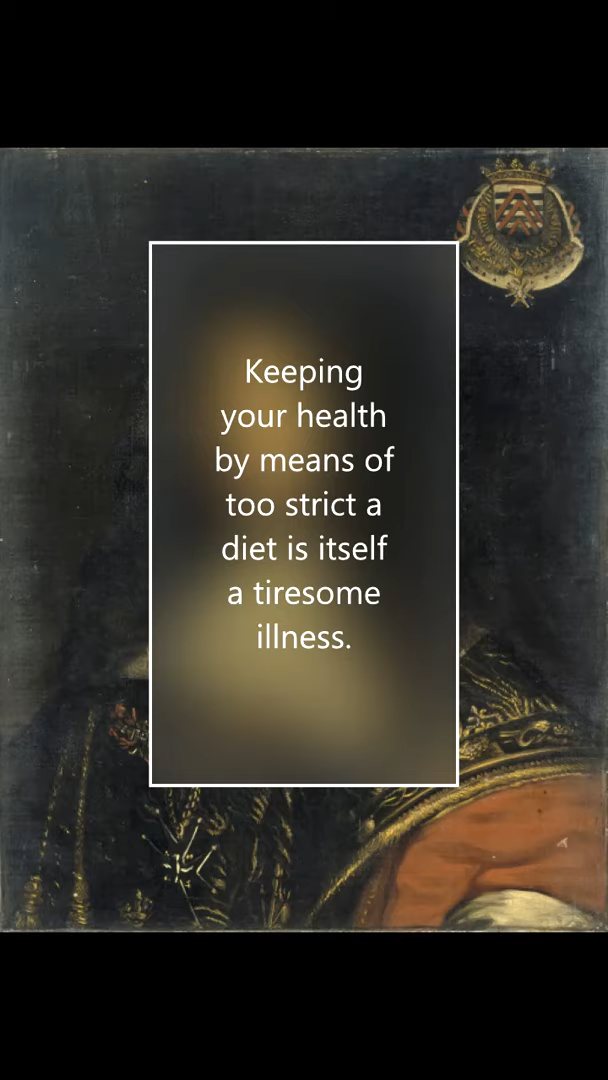 Keeping
your health
by means of
too strict a
diet is itself
a tiresome
illness.